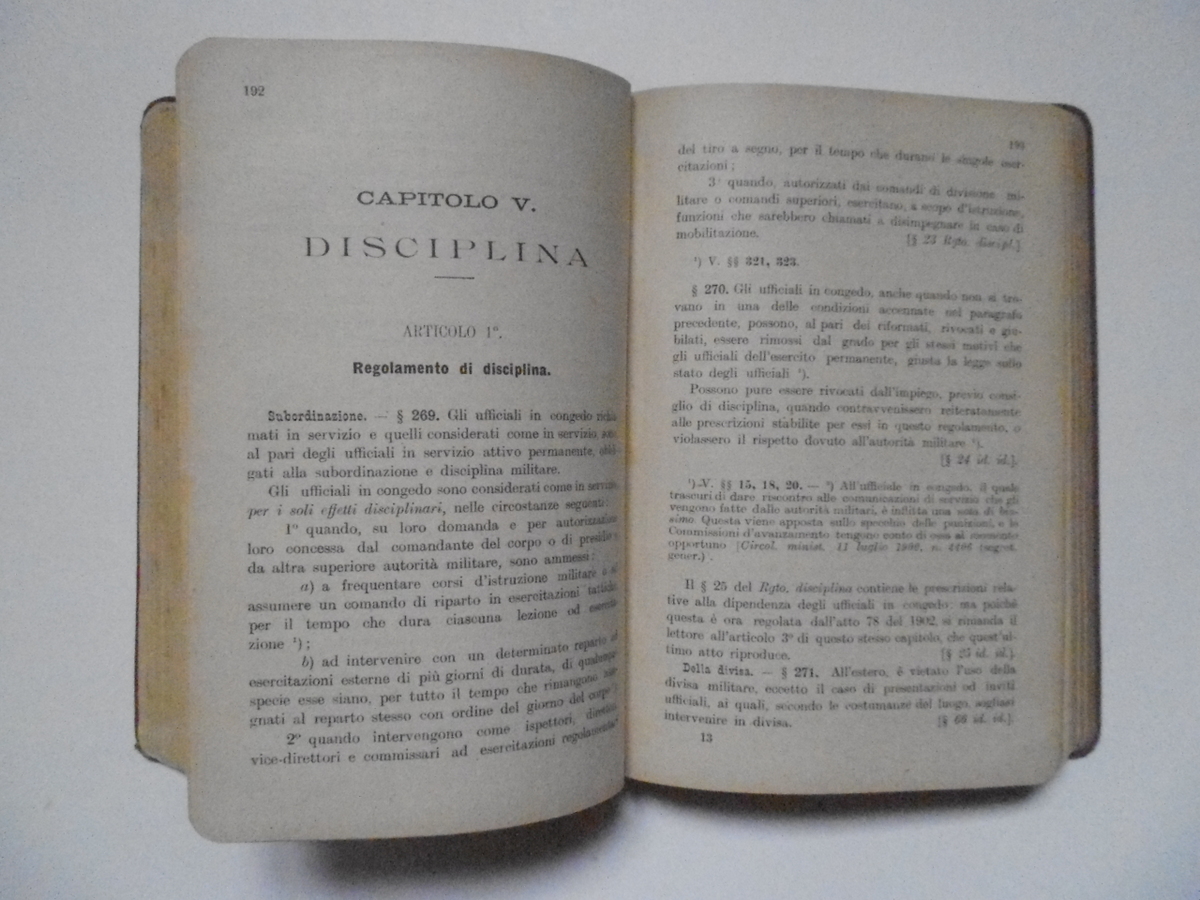 192
CAPITOLO V.
DISCIPLINA
ARTICOLO 1º.
Regolamento di disciplina.
Subordinazione. — § 269. Gli ufficiali in congedo richia
mati in servizio e quelli considerati come in servizio, sono
al pari degli ufficiali in servizio attivo permanente, obbli
gati alla subordinazione e disciplina militare.
Gli ufficiali in congedo sono considerati come in servizio
per i soli effetti disciplinari, nelle circostanze seguenti:
1º quando, su loro domanda e per autorizzazione
loro concessa dal comandante del corpo o di presidio o
da altra superiore autorità militare, sono ammessi:
a) a frequentare corsi d'istruzione militare o ad
assumere un comando di riparto in esercitazioni tattiche,
per il tempo che dura ciascuna lezione od esercita
zione ¹);
b) ad intervenire con un determinato reparto ad
esercitazioni esterne di più giorni di durata, di qualunque
specie esse siano, per tutto il tempo che rimangono asse
gnati al reparto stesso con ordine del giorno del corpo
2º quando intervengono come ispettori, direttori,
vice-direttori e commissari ad esercitazioni regolamentari
193
del tiro a segno, per il tempo che durano le singole eser-
citazioni;
3º quando, autorizzati dai comandi di divisione mi-
litare o comandi superiori, esercitano, a scopo d'istruzione,
funzioni che sarebbero chiamati a disimpegnare in caso di
mobilitazione. [§ 23 Rgto. discipl.].
¹) V. §§ 321, 323.
§ 270. Gli ufficiali in congedo, anche quando non si tro-
vano in una delle condizioni accennate nel paragrafo
precedente, possono, al pari dei riformati, rivocati e giu-
bilati, essere rimossi dal grado per gli stessi motivi che
gli ufficiali dell'esercito permanente, giusta la legge sullo
stato degli ufficiali ¹).
Possono pure essere rivocati dall'impiego, previo consi-
glio di disciplina, quando contravvenissero reiteratamente
alle prescrizioni stabilite per essi in questo regolamento, o
violassero il rispetto dovuto all'autorità militare ²).
[§ 24 id. id.].
¹) V. §§ 15, 18, 20. — ²) All'ufficiale in congedo, il quale
trascuri di dare riscontro alle comunicazioni di servizio che gli
vengono fatte dalle autorità militari, è inflitta una nota di bia-
simo Questa viene apposta sullo specchio delle punizioni, e le
Commissioni d'avanzamento tengono conto di essa al momento
opportuno [Circol. minist. 11 luglio 1890, n. 4406 (segret.
gener.).
Il § 25 del Rgto. disciplina contiene le prescrizioni rela-
tive alla dipendenza degli ufficiali in congedo; ma poichè
questa è ora regolata dall'atto 78 del 1902, si rimanda il
lettore all'articolo 3º di questo stesso capitolo, che quest'ul-
timo atto riproduce. [§ 25 id. id.].
Della divisa. — § 271. All'estero, è vietato l'uso della
divisa militare, eccetto il caso di presentazioni od inviti
ufficiali, ai quali, secondo le costumanze del luogo, sogliasi
intervenire in divisa. [§ 66 id. id.].
13